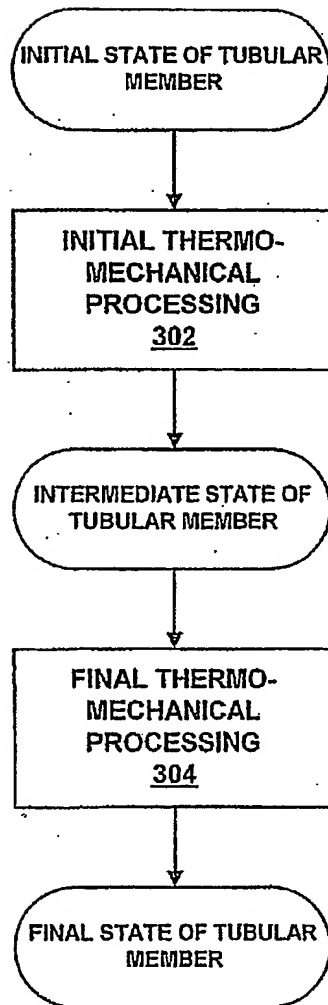 INITIAL STATE OF TUBULAR
MEMBER
INITIAL THERMO-
MECHANICAL
PROCESSING
302
INTERMEDIATE STATE OF
TUBULAR MEMBER
FINAL THERMO-
MECHANICAL
PROCESSING
304
FINAL STATE OF TUBULAR
MEMBER